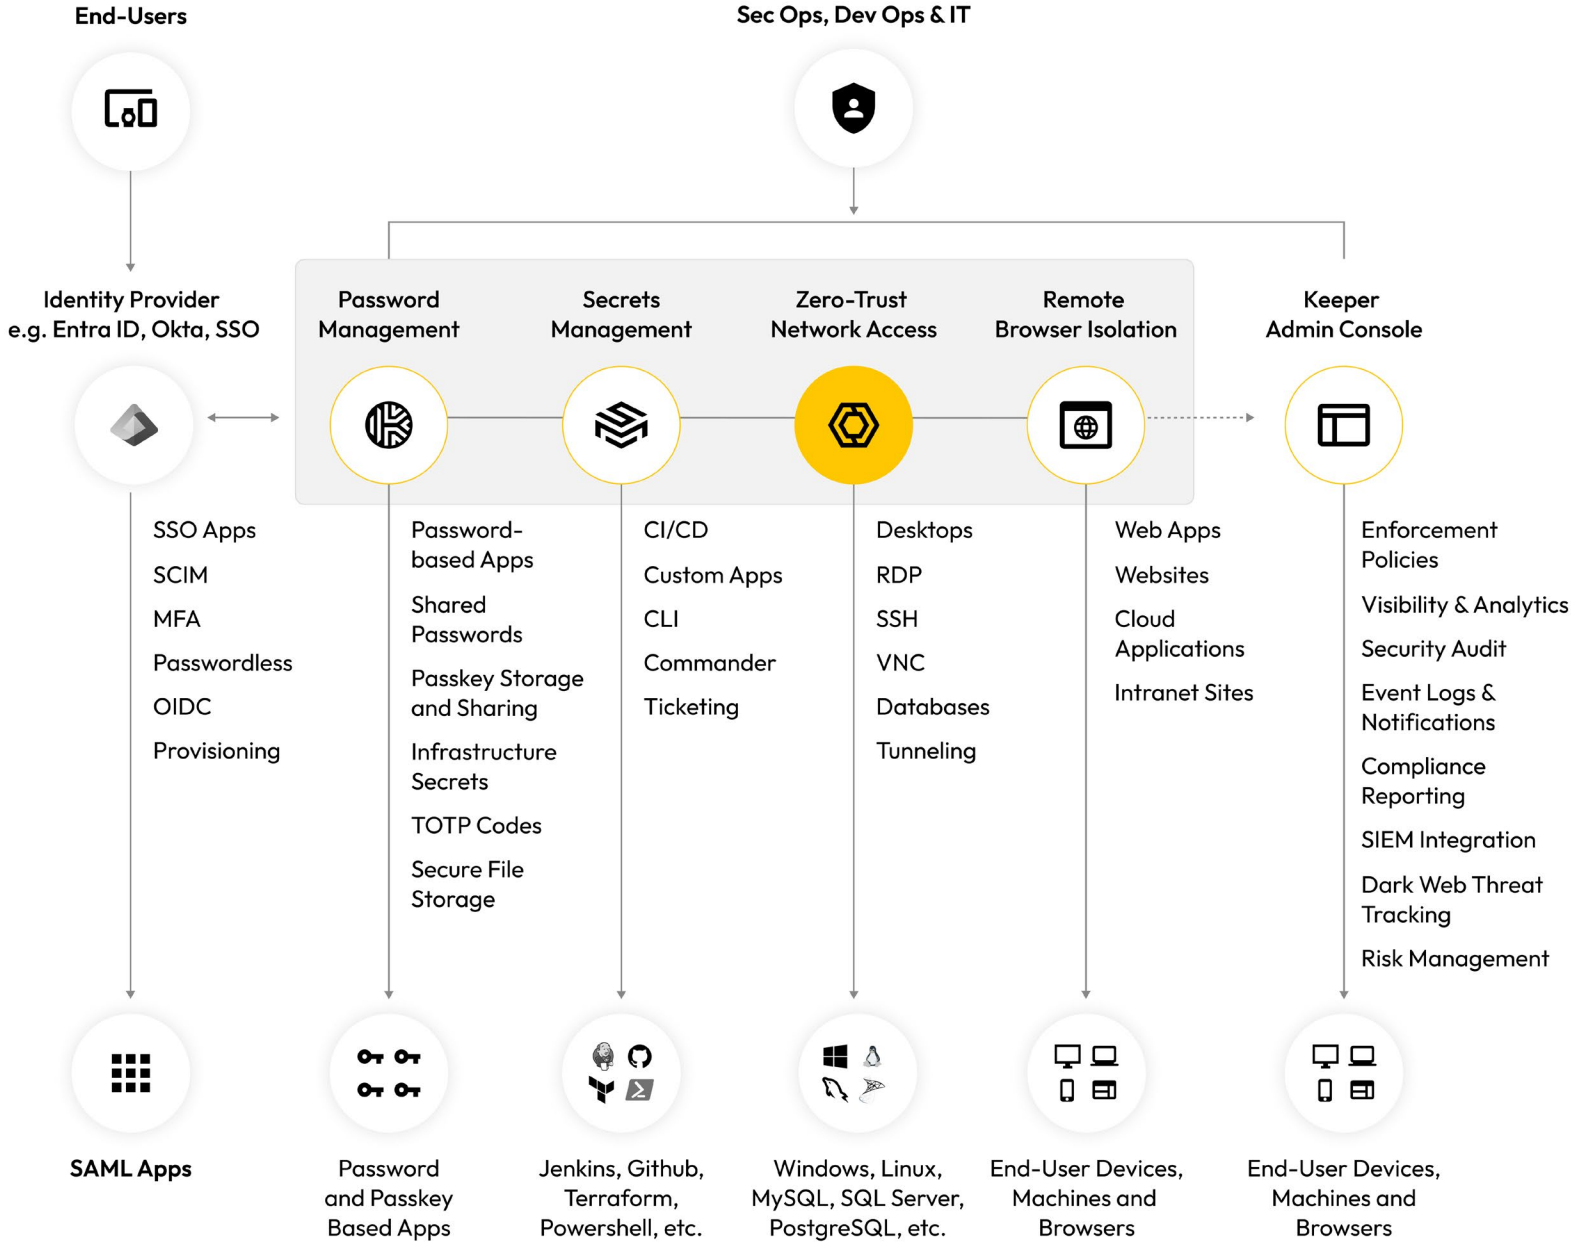 End-Users
Sec Ops, Dev Ops & IT
Identity Provider
e.g. Entra ID, Okta, SSO
Password
Management
Secrets
Management
Zero-Trust
Network Access
Remote
Browser Isolation
Keeper
Admin Console
SSO Apps
SCIM
MFA
Passwordless
OIDC
Provisioning
Password-
based Apps
Shared
Passwords
Passkey Storage
and Sharing
Infrastructure
Secrets
TOTP Codes
Secure File
Storage
CI/CD
Custom Apps
CLI
Commander
Ticketing
Desktops
RDP
SSH
VNC
Databases
Tunneling
Web Apps
Websites
Cloud
Applications
Intranet Sites
Enforcement
Policies
Visibility & Analytics
Security Audit
Event Logs &
Notifications
Compliance
Reporting
SIEM Integration
Dark Web Threat
Tracking
Risk Management
SAML Apps
Password
and Passkey
Based Apps
Jenkins, Github,
Terraform,
Powershell, etc.
Windows, Linux,
MySQL, SQL Server,
PostgreSQL, etc.
End-User Devices,
Machines and
Browsers
End-User Devices,
Machines and
Browsers